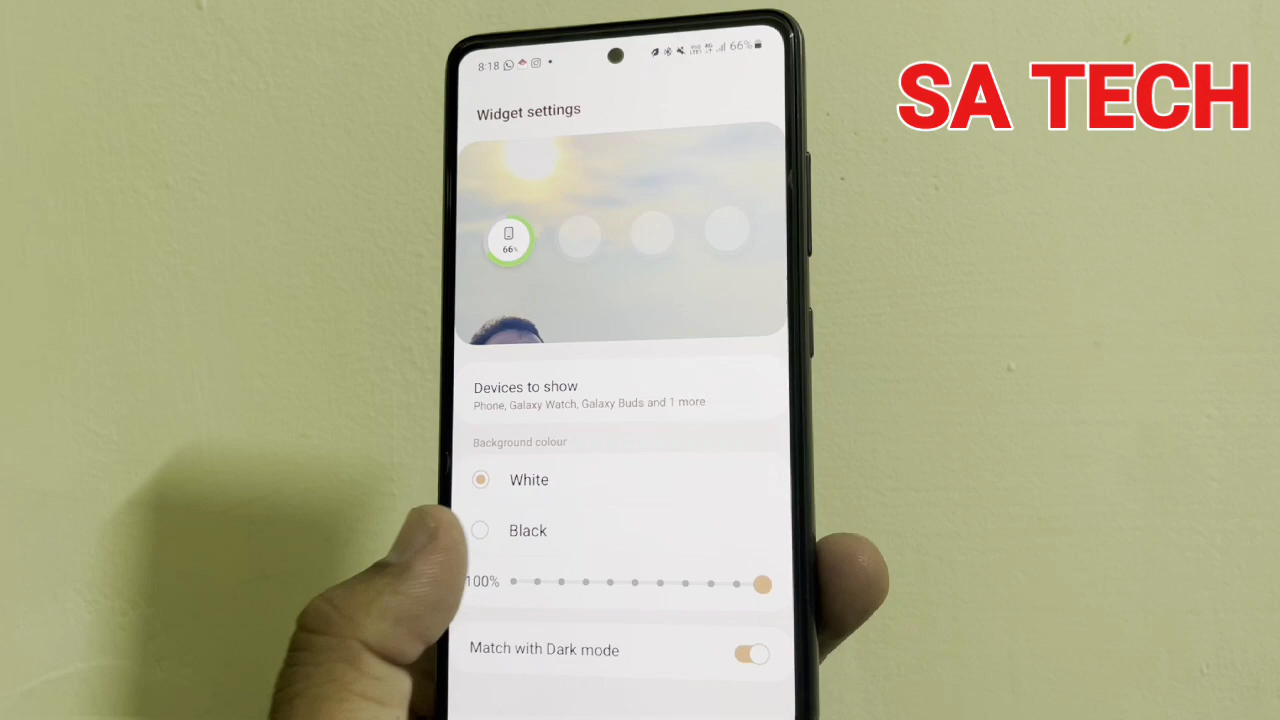 SA TECH
8:18
66%
Widget settings
66%
Devices to show
Phone, Galaxy Watch, Galaxy Buds and 1 more
Background colour
White
Black
100%
Match with Dark mode